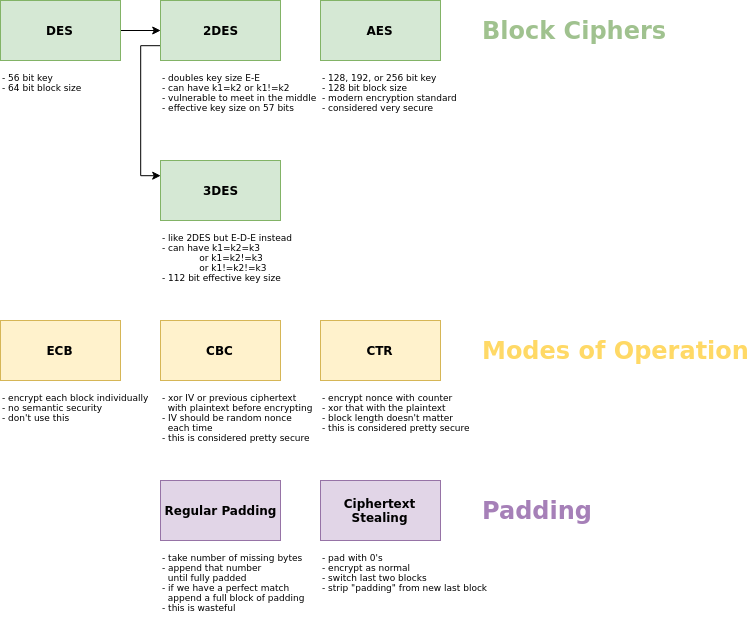 DES
2DES
AES
Block Ciphers
- 56 bit key
- 64 bit block size
- doubles key size E-E
- can have k1=k2 or k1!=k2
- vulnerable to meet in the middle
- effective key size on 57 bits
- 128, 192, or 256 bit key
- 128 bit block size
- modern encryption standard
- considered very secure
3DES
- like 2DES but E-D-E instead
- can have k1=k2=k3
or k1=k2!=k3
or k1!=k2!=k3
- 112 bit effective key size
ECB
CBC
CTR
Modes of Operation
- encrypt each block individually
- no semantic security
- don't use this
- xor IV or previous ciphertext
with plaintext before encrypting
- IV should be random nonce
each time
- this is considered pretty secure
- encrypt nonce with counter
- xor that with the plaintext
- block length doesn't matter
- this is considered pretty secure
Regular Padding
Ciphertext
Stealing
Padding
- take number of missing bytes
- append that number
until fully padded
- if we have a perfect match
append a full block of padding
- this is wasteful
- pad with 0's
- encrypt as normal
- switch last two blocks
- strip "padding" from new last block